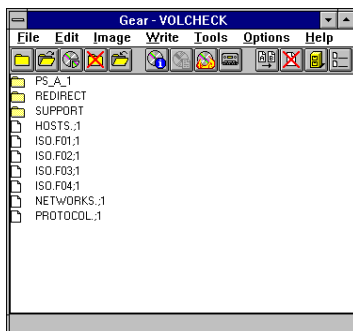 Gear - VOLCHECK
File Edit Image Write Tools Options Help
PS_A_1
REDIRECT
SUPPORT
HOSTS.;1
ISO.F01;1
ISO.F02;1
ISO.F03;1
ISO.F04;1
NETWORKS.;1
PROTOCOL.;1